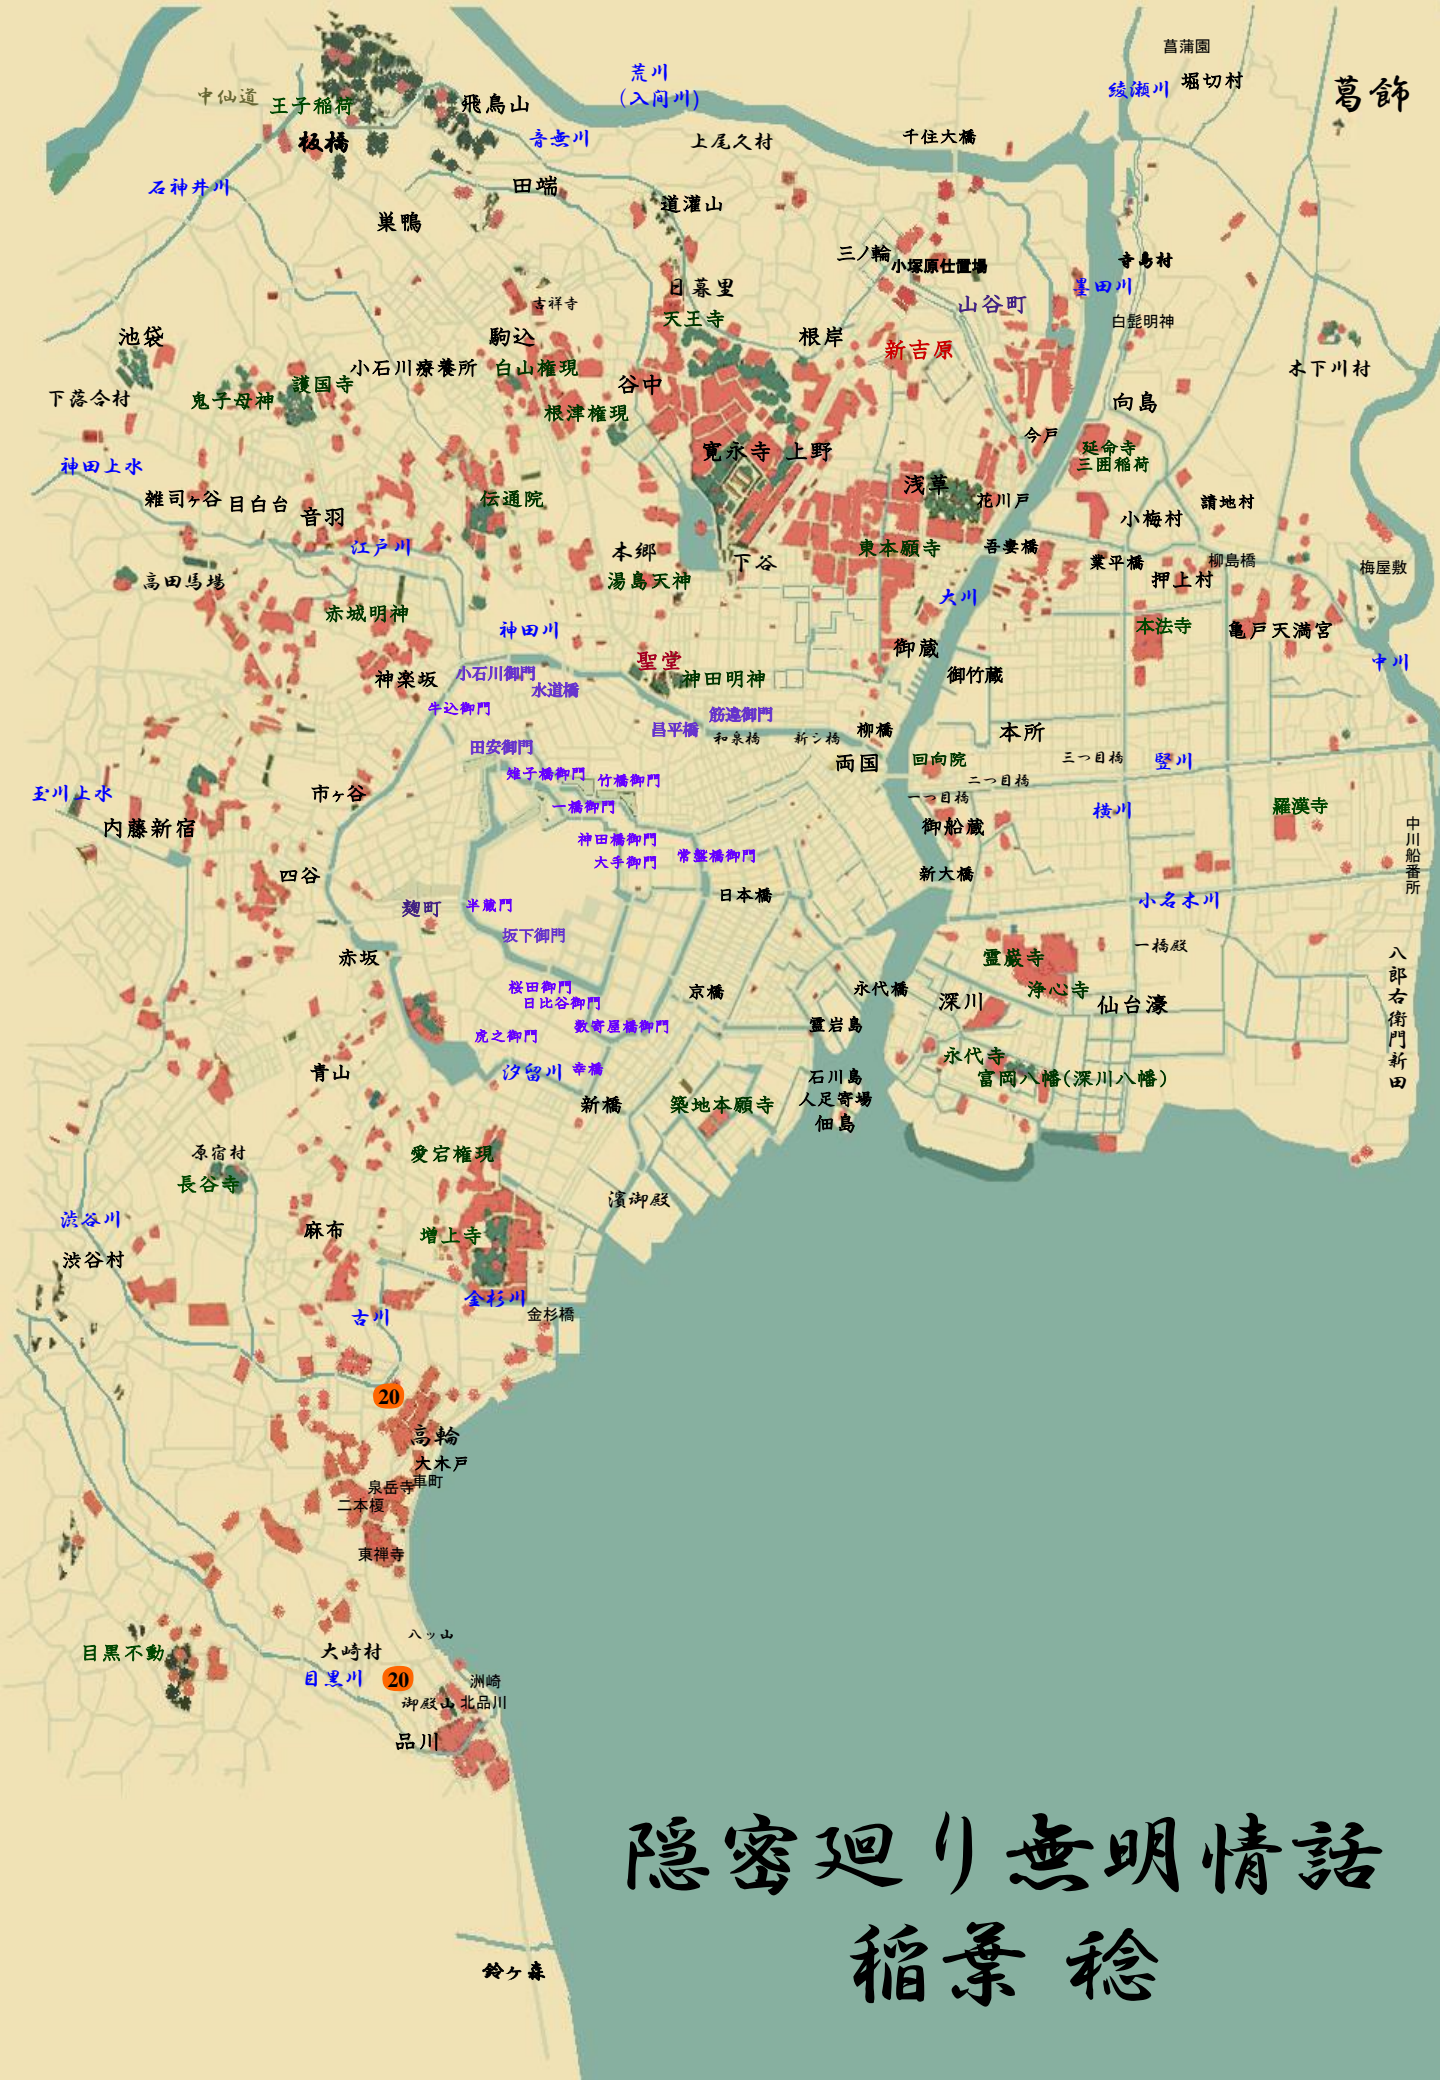 菖蒲園
堀切村
綾瀬川
葛飾
荒川
(入间川)
中仙道
王子稲荷
飛鳥山
板橋
音無川
上尾久村
千住大橋
石神井川
田端
道灌山
巣鴨
三ノ輪
小塚原仕置場
寺島村
墨田川
日暮里
吉祥寺
山谷町
天王寺
白髭明神
池袋
駒込
根岸
新吉原
小石川療養所
白山権現
木下川村
護国寺
谷中
下落合村
鬼子母神
根津権現
向島
今戸
延命寺
三囲稲荷
寛永寺
上野
神田上水
浅草
花川戸
雑司ヶ谷
目白台
音羽
伝通院
請地村
小梅村
江戸川
本郷
下谷
東本願寺
吾妻橋
業平橋
柳島橋
梅屋敷
高田馬場
湯島天神
押上村
大川
赤城明神
神田川
本法寺
亀戸天満宮
御蔵
聖堂
中川
神楽坂
小石川御門
水道橋
神田明神
御竹蔵
牛込御門
筋違御門
昌平橋
和泉橋
新シ橋
柳橋
本所
田安御門
両国
回向院
三つ目橋
竪川
雉子橋御門
竹橋御門
二つ目橋
玉川上水
市ヶ谷
一橋御門
一つ目橋
横川
羅漢寺
内藤新宿
神田橋御門
御船蔵
中川船番所
大手御門
常盤橋御門
四谷
新大橋
日本橋
麹町
半蔵門
小名木川
坂下御門
一橋殿
赤坂
霊巌寺
八郎右衛門新田
桜田御門
京橋
永代橋
浄心寺
日比谷御門
深川
仙台濠
虎之御門
数寄屋橋御門
霊岩島
永代寺
青山
汐留川
幸橋
石川島
富岡八幡(深川八幡)
新橋
築地本願寺
人足寄場
佃島
原宿村
愛宕権現
長谷寺
濱御殿
渋谷川
麻布
増上寺
渋谷村
金杉川
古川
金杉橋
20
高輪
大木戸
車町
泉岳寺
二本榎
東禅寺
八ッ山
目黒不動
大崎村
目黒川
20
洲崎
御殿山
北品川
品川
隠密廻り無明情話
稲葉 稔
鈴ヶ森